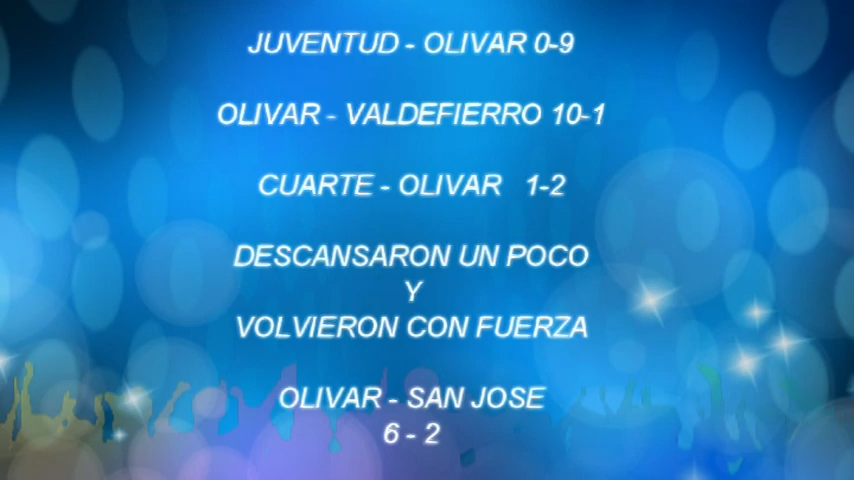 JUVENTUD - OLIVAR 0-9
OLIVAR - VALDEFIERRO 10-1
CUARTE - OLIVAR 1-2
DESCANSARON UN POCO
Y
VOLVIERON CON FUERZA
OLIVAR - SAN JOSE
6 - 2